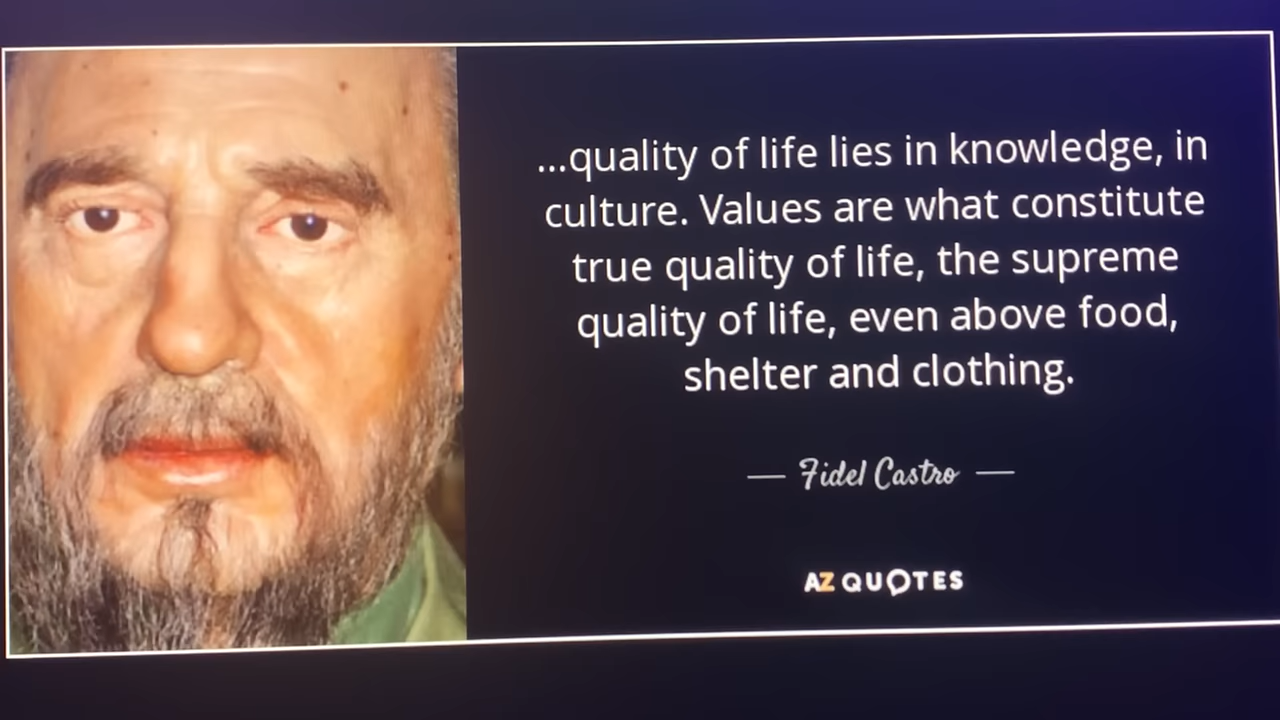 ...quality of life lies in knowledge, in
culture. Values are what constitute
true quality of life, the supreme
quality of life, even above food,
shelter and clothing.
— Fidel Castro —
AZ QUOTES